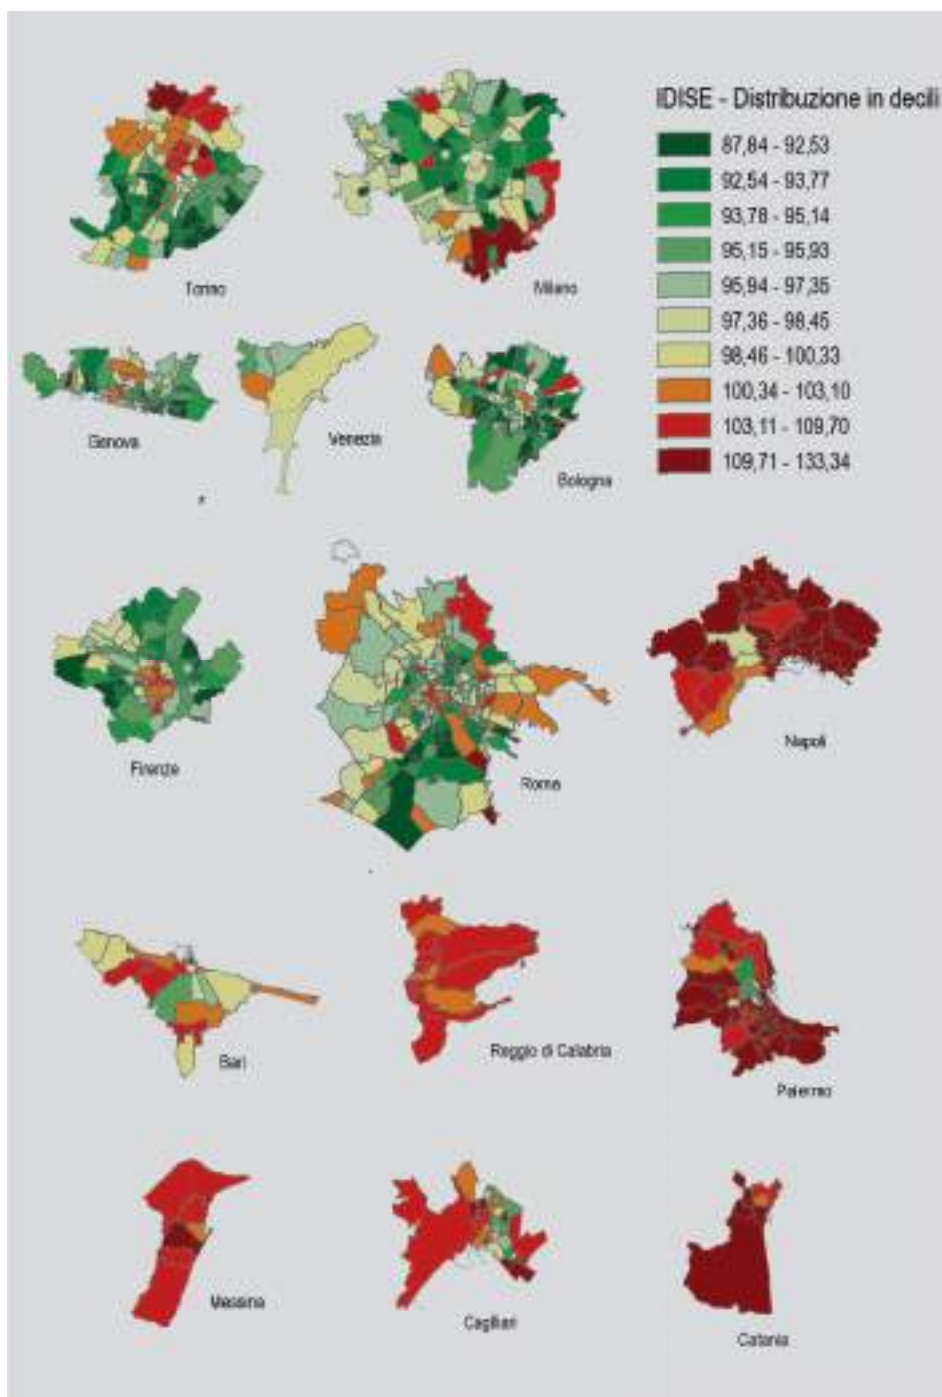 IDISE - Distribuzione in decili
87,84 - 92,53
92,54 - 93,77
93,78 - 95,14
95,15 - 95,93
95,94 - 97,35
97,36 - 98,45
98,46 - 100,33
100,34 - 103,10
103,11 - 109,70
109,71 - 133,34
Torino
Milano
Genova
Venezia
Bologna
Firenze
Roma
Napoli
Bari
Reggio di Calabria
Palermo
Messina
Cagliari
Catania